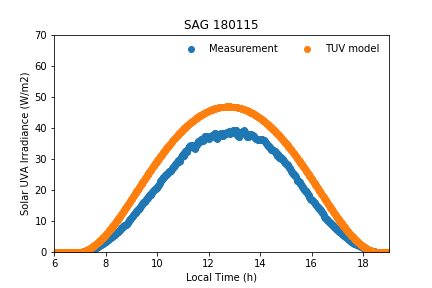 SAG 180115
Measurement
TUV model
Solar UVA Irradiance (W/m2)
70
60
50
40
30
20
10
0
6 8 10 12 14 16 18
Local Time (h)